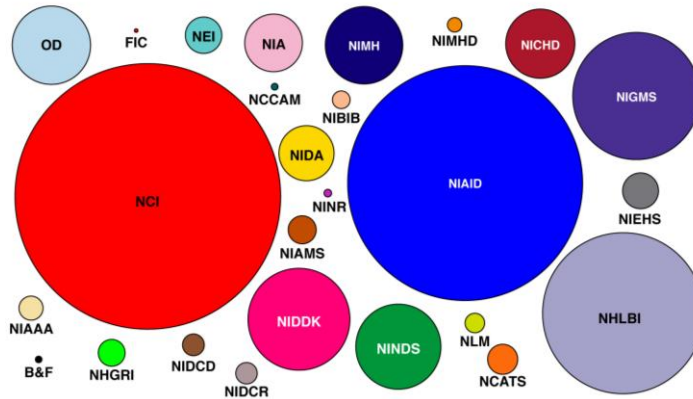 OD
FIC
NEI
NIA
NIMH
NIMHD
NICHD
NIGMS
NCCAM
NIBIB
NIDA
NCI
NIAID
NINR
NIEHS
NIAMS
NIAAA
NIDDK
NHLBI
NINDS
NLM
B&F
NHGRI
NIDCD
NIDCR
NCATS